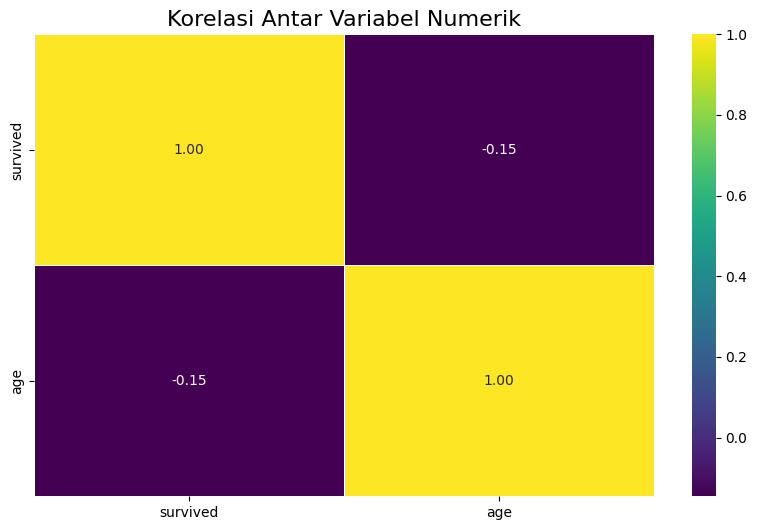 Korelasi Antar Variabel Numerik
survived
1.00
-0.15
age
-0.15
1.00
survived
age
1.0
0.8
0.6
0.4
0.2
0.0